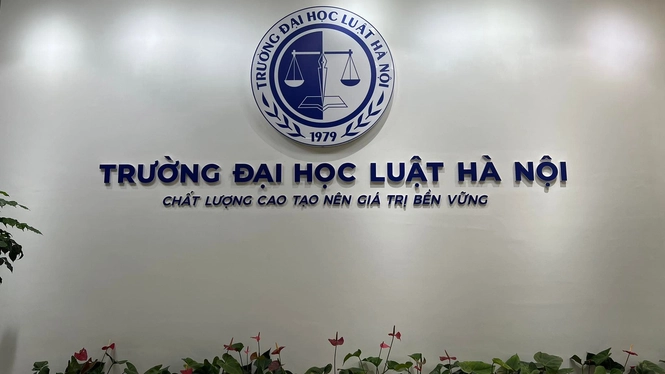 TRƯỜNG ĐẠI HỌC LUẬT HÀ NỘI
1979
TRƯỜNG ĐẠI HỌC LUẬT HÀ NỘI
CHẤT LƯỢNG CAO TẠO NÊN GIÁ TRỊ BỀN VỮNG